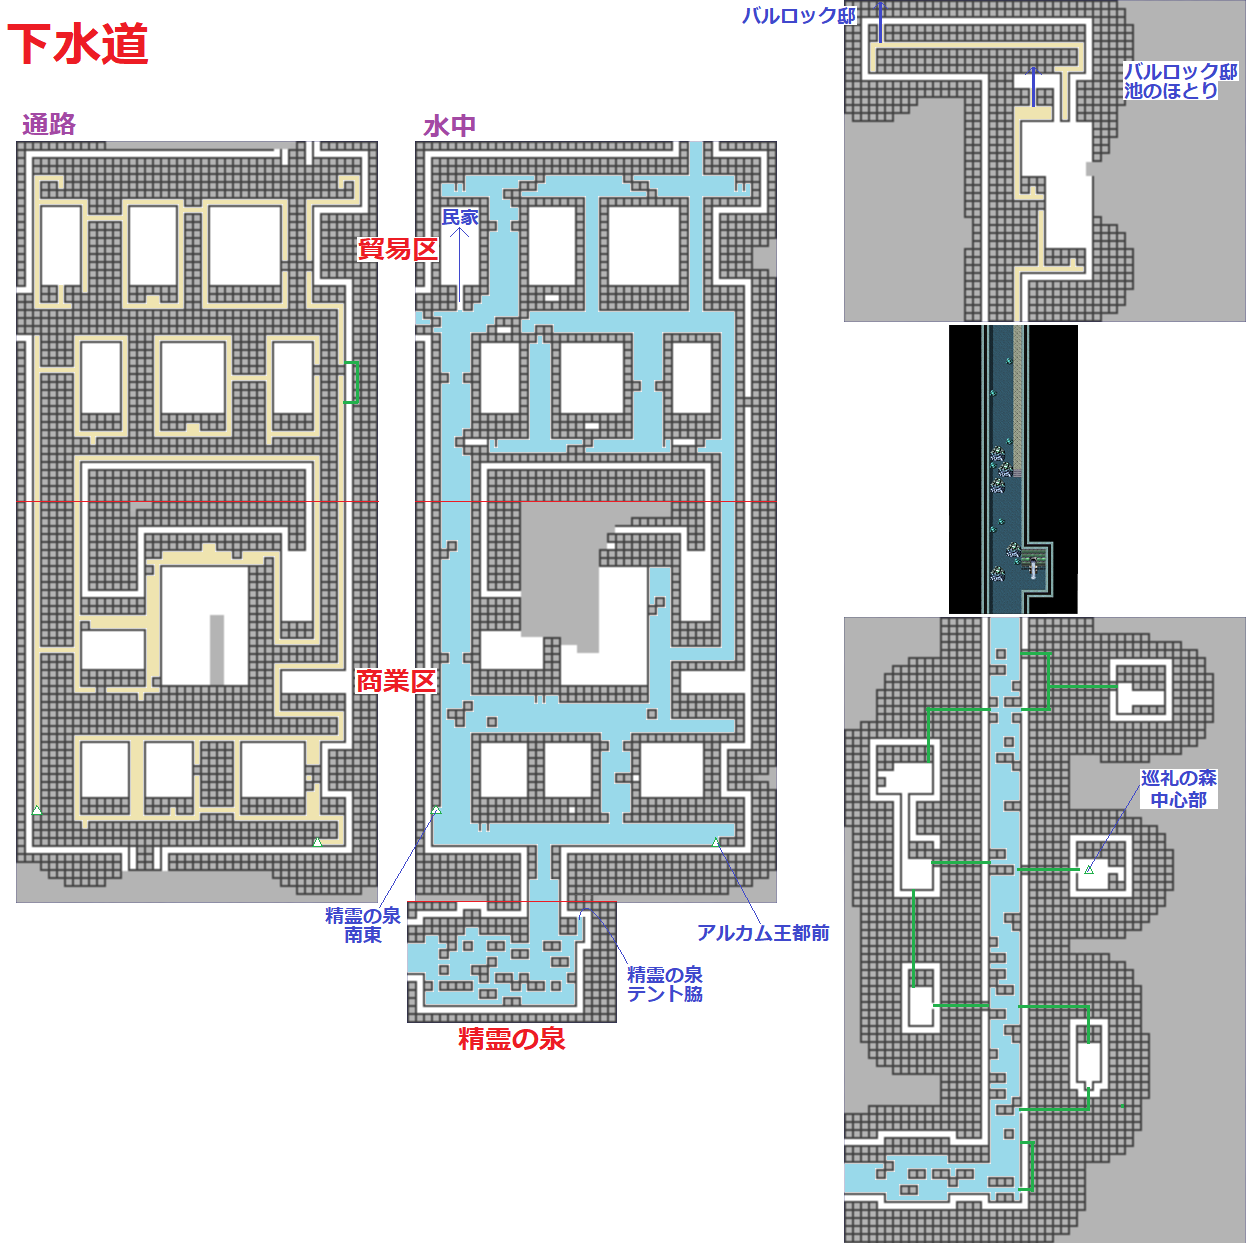 下水道
バルロック邸
バルロック邸
池のほとり
通路
水中
民家
貿易区
商業区
巡礼の森
中心部
精霊の泉
南東
アルカム王都前
精霊の泉
テント脇
精霊の泉